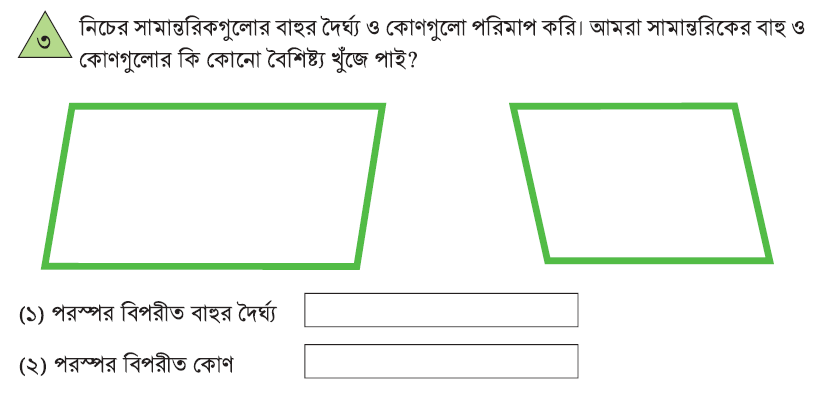 ৩
নিচের সামান্তরিকগুলোর বাহুর দৈর্ঘ্য ও কোণগুলো পরিমাপ করি। আমরা সামান্তরিকের বাহু ও
কোণগুলোর কি কোনো বৈশিষ্ট্য খুঁজে পাই?
(১) পরস্পর বিপরীত বাহুর দৈর্ঘ্য
(২) পরস্পর বিপরীত কোণ